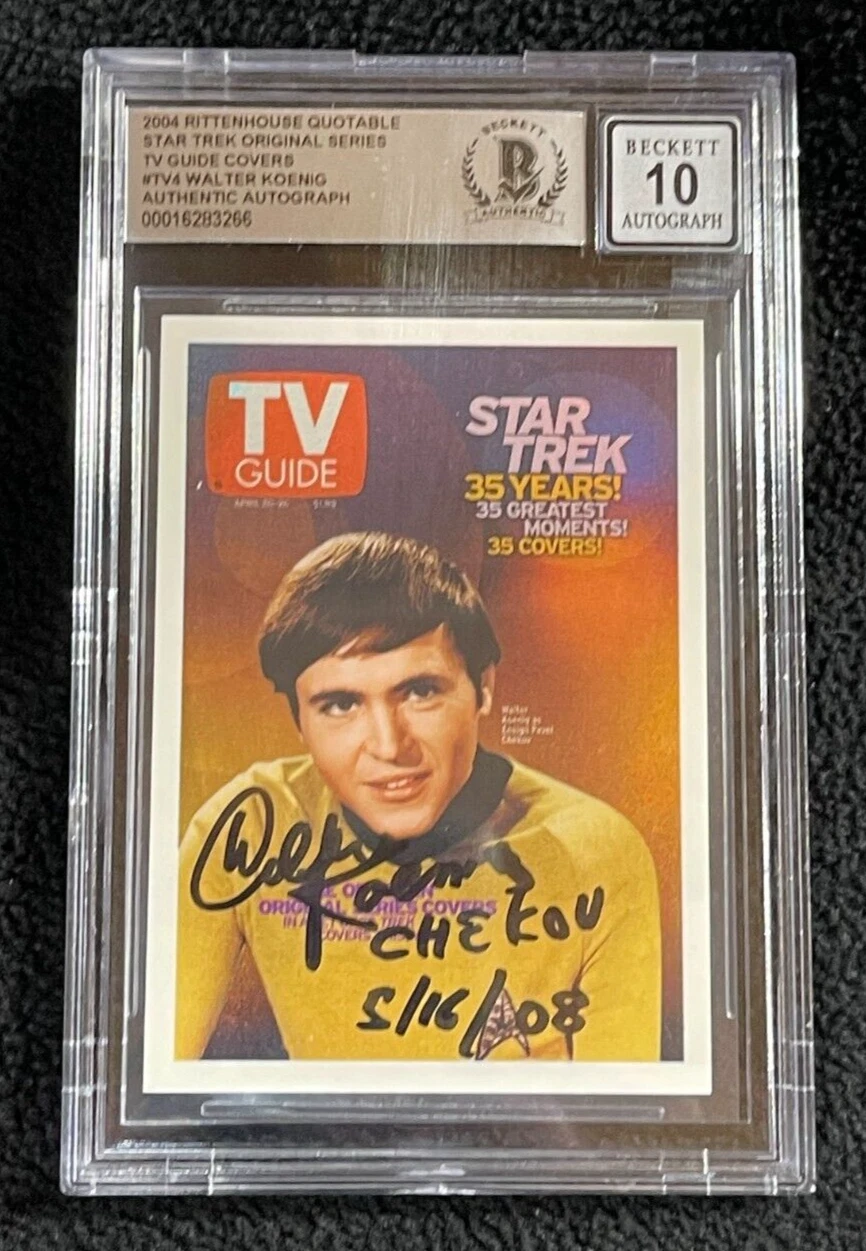 2004 RITTENHOUSE QUOTABLE
STAR TREK ORIGINAL SERIES
TV GUIDE COVERS
#TV4 WALTER KOENIG
AUTHENTIC AUTOGRAPH
00016283266
BECKETT
AUTHENTIC
BECKETT
10
AUTOGRAPH
TV
GUIDE
STAR
TREK
35 YEARS!
35 GREATEST
MOMENTS!
35 COVERS!
Walter
Koenig as
Ensign Pavel
Chekov
Walter
Koenig
ORIGINAL SERIES COVERS
CHEKOV
5/16/08